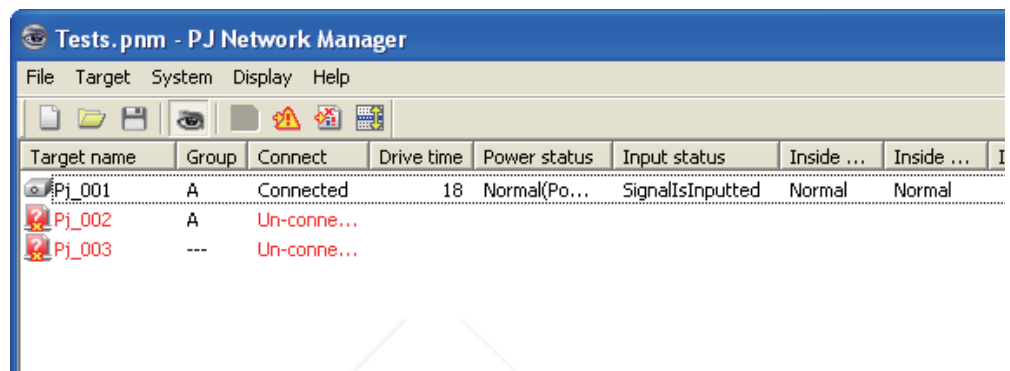 Tests.pnm - PJ Network Manager
File Target System Display Help
Target name Group Connect Drive time Power status Input status Inside ... Inside ... I
Pj_001 A Connected 18 Normal(Po... SignalIsInputted Normal Normal
Pj_002 A Un-conne...
Pj_003 --- Un-conne...